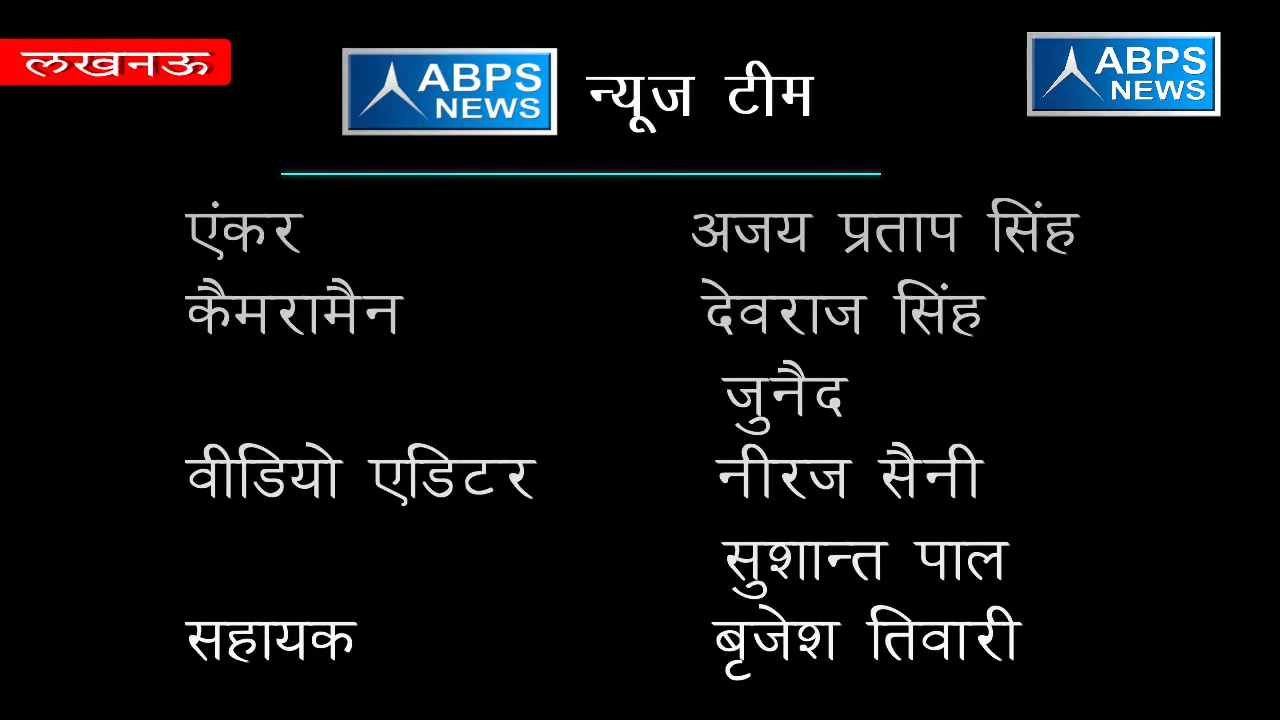 लखनऊ
ABPS NEWS न्यूज टीम
ABPS NEWS
एंकर अजय प्रताप सिंह
कैमरामैन देवराज सिंह
जुनैद
वीडियो एडिटर नीरज सैनी
सुशान्त पाल
सहायक बृजेश तिवारी